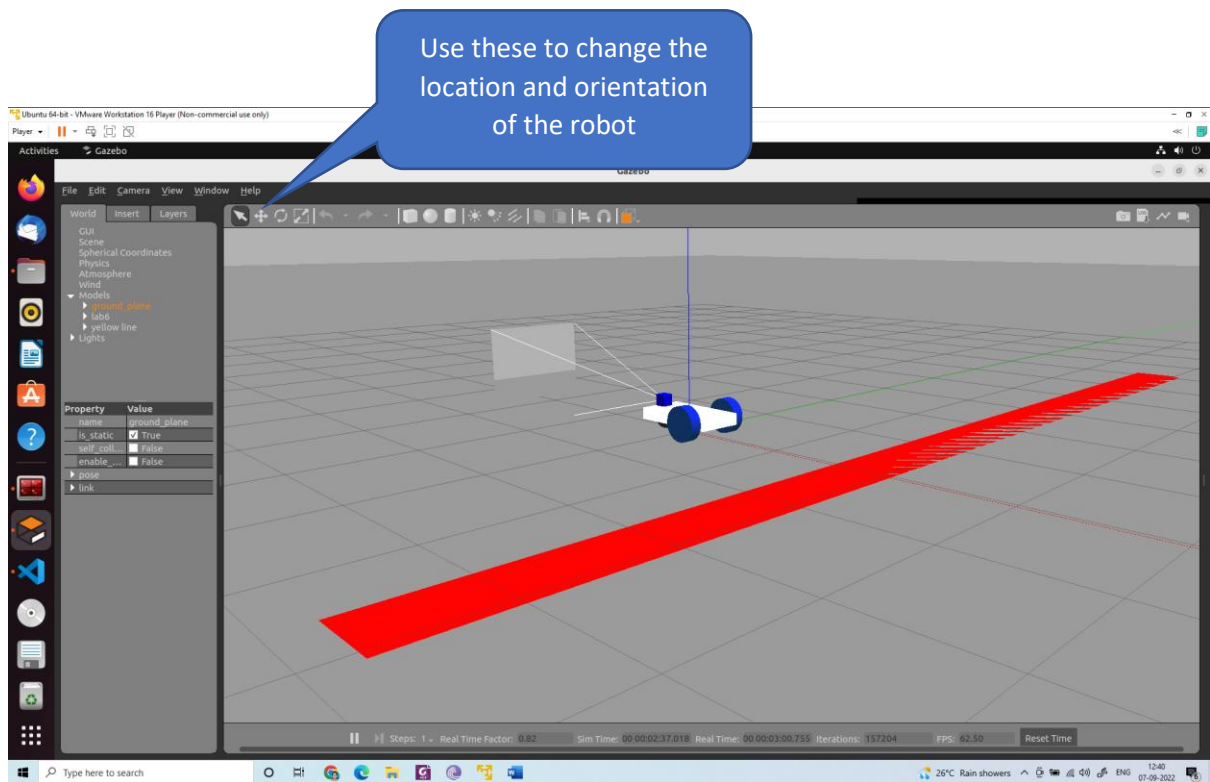 Use these to change the
location and orientation
of the robot
Ubuntu 64-bit - VMware Workstation 16 Player (Non-commercial use only)
Player
Activities
Gazebo
Gazebo
File Edit Camera View Window Help
World Insert Layers
GUI
Scene
Spherical Coordinates
Physics
Atmosphere
Wind
Models
ground_plane
lab6
yellow line
Lights
Property Value
name ground_plane
is_static True
self_coll... False
enable_... False
pose
link
Steps: 1 Real Time Factor: 0.82 Sim Time: 00 00:02:37.018 Real Time: 00 00:03:00.755 Iterations: 157204 FPS: 62.50 Reset Time
Type here to search
26°C Rain showers
ENG
12:40
07-09-2022